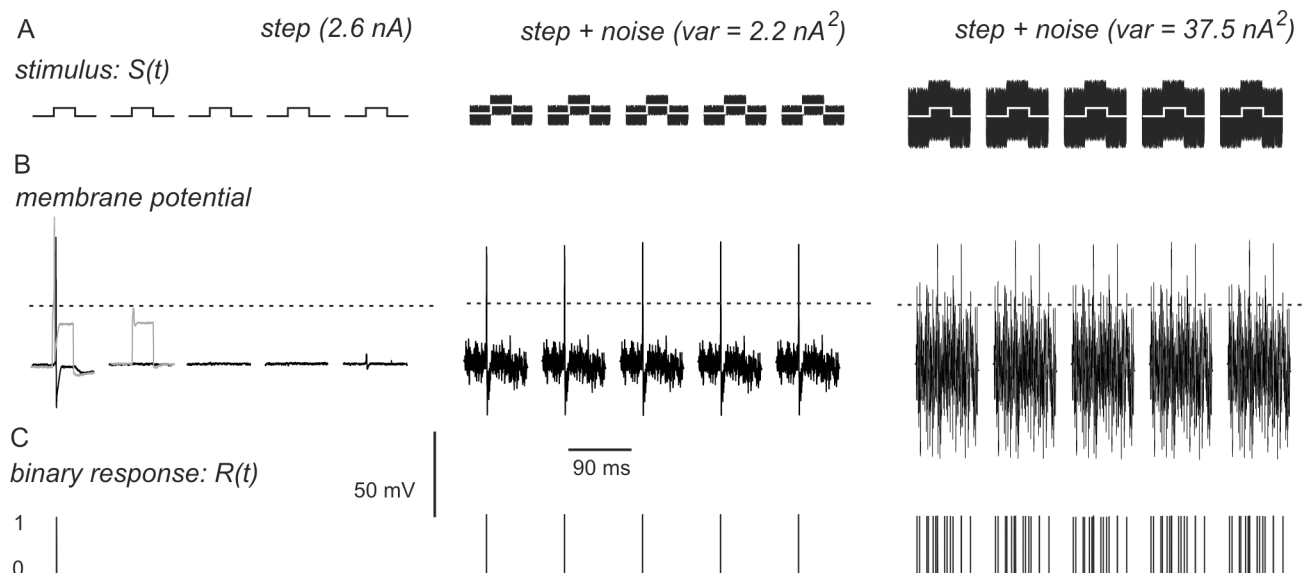 A
step (2.6 nA)
step + noise (var = 2.2 nA²)
step + noise (var = 37.5 nA²)
stimulus: S(t)
B
membrane potential
C
binary response: R(t)
50 mV
90 ms
1
0